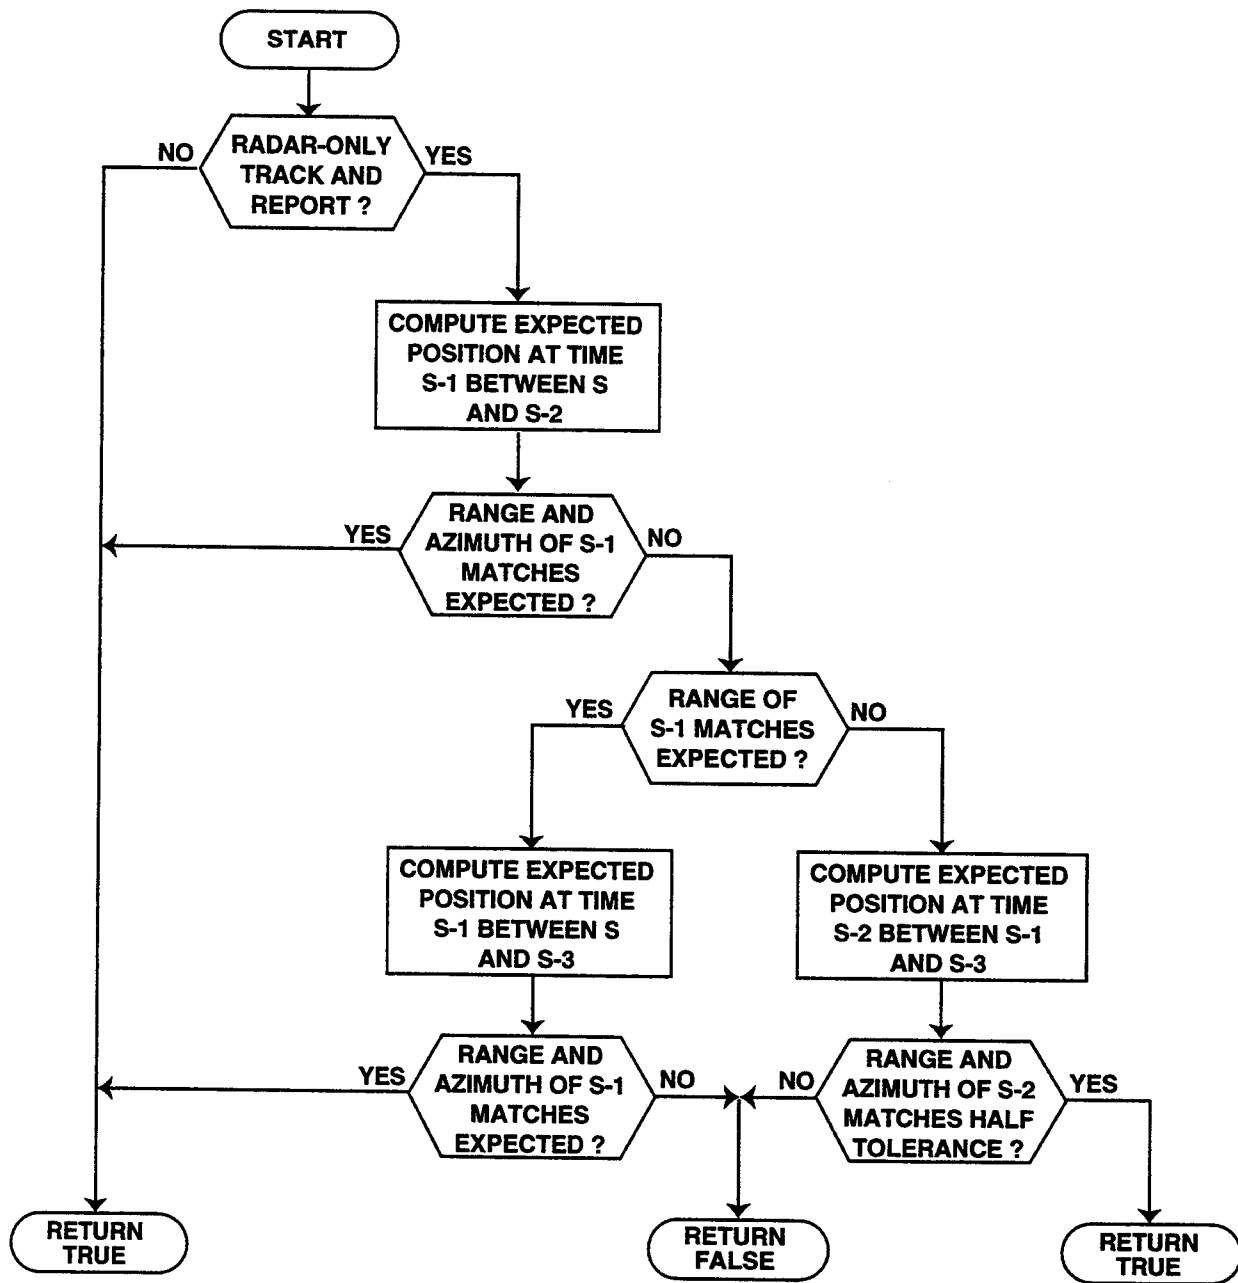 START
RADAR-ONLY
TRACK AND
REPORT ?
NO
YES
COMPUTE EXPECTED
POSITION AT TIME
S-1 BETWEEN S
AND S-2
RANGE AND
AZIMUTH OF S-1
MATCHES
EXPECTED ?
YES
NO
RANGE OF
S-1 MATCHES
EXPECTED ?
YES
NO
COMPUTE EXPECTED
POSITION AT TIME
S-1 BETWEEN S
AND S-3
COMPUTE EXPECTED
POSITION AT TIME
S-2 BETWEEN S-1
AND S-3
RANGE AND
AZIMUTH OF S-1
MATCHES
EXPECTED ?
YES
NO
RANGE AND
AZIMUTH OF S-2
MATCHES HALF
TOLERANCE ?
NO
YES
RETURN
TRUE
RETURN
FALSE
RETURN
TRUE